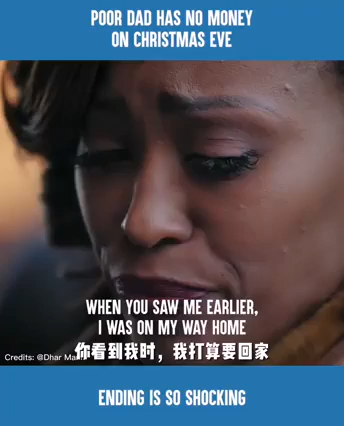 POOR DAD HAS NO MONEY
ON CHRISTMAS EVE
WHEN YOU SAW ME EARLIER,
I WAS ON MY WAY HOME
你看到我时，我打算要回家
Credits: @Dhar
ENDING IS SO SHOCKING